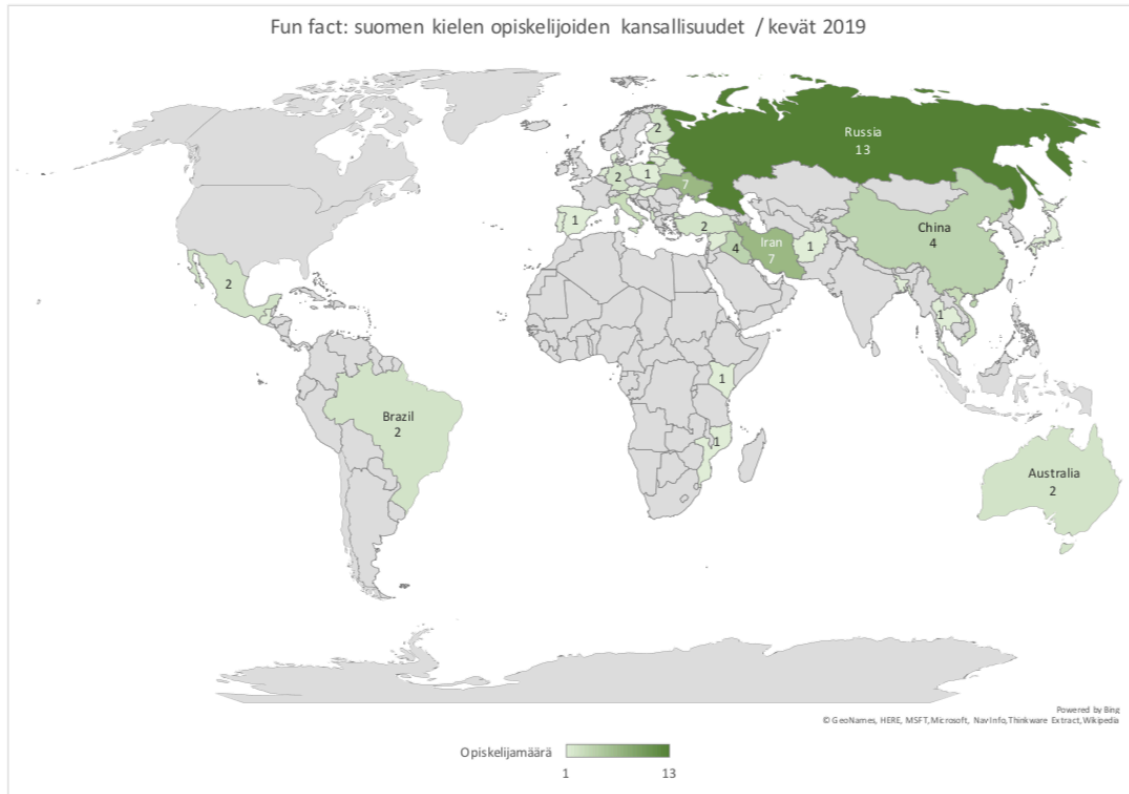 Fun fact: suomen kielen opiskelijoiden kansallisuudet / kevät 2019
Russia
13
2
2
1
7
1
2
China
4
4
Iran
7
1
2
1
1
Brazil
2
1
Australia
2
Powered by Bing
© GeoNames, HERE, MSFT, Microsoft, NavInfo, Thinkware Extract, Wikipedia
Opiskelijamäärä
1 13